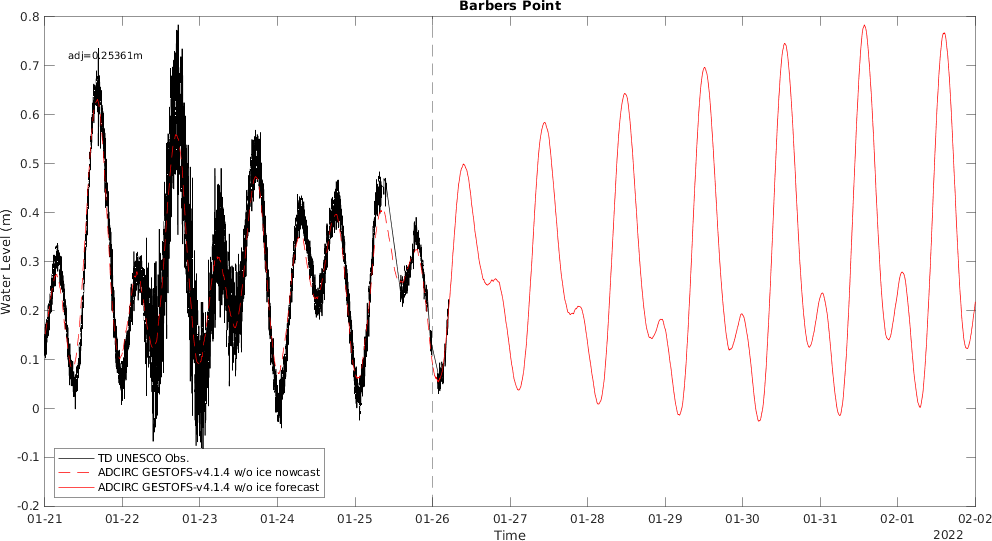 Barbers Point
adj=0.25361m
Water Level (m)
0.8
0.7
0.6
0.5
0.4
0.3
0.2
0.1
0
-0.1
-0.2
TD UNESCO Obs.
ADCIRC GESTOFS-v4.1.4 w/o ice nowcast
ADCIRC GESTOFS-v4.1.4 w/o ice forecast
01-21 01-22 01-23 01-24 01-25 01-26 01-27 01-28 01-29 01-30 01-31 02-01 02-02
Time
2022